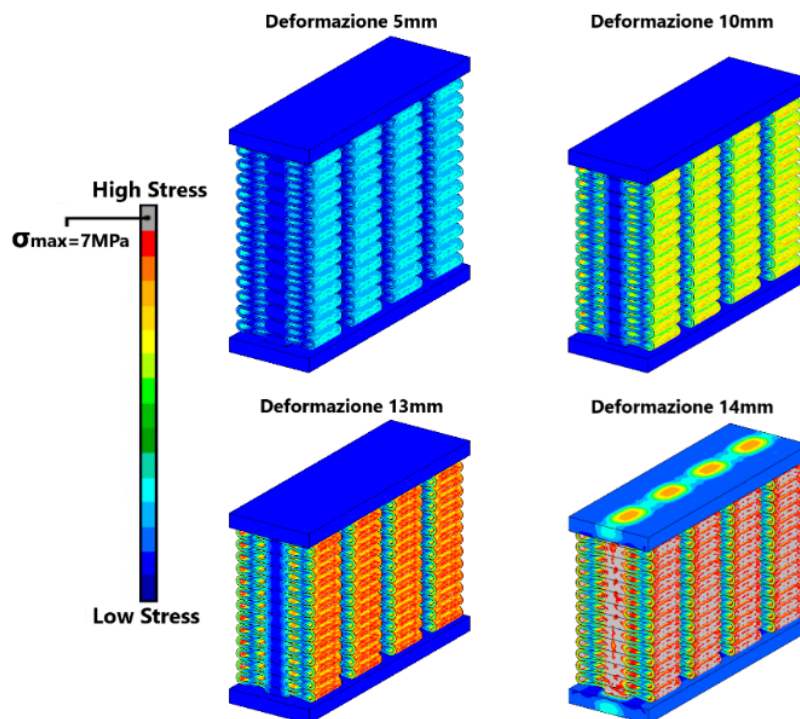 Deformazione 5mm
Deformazione 10mm
High Stress
σmax=7MPa
Low Stress
Deformazione 13mm
Deformazione 14mm